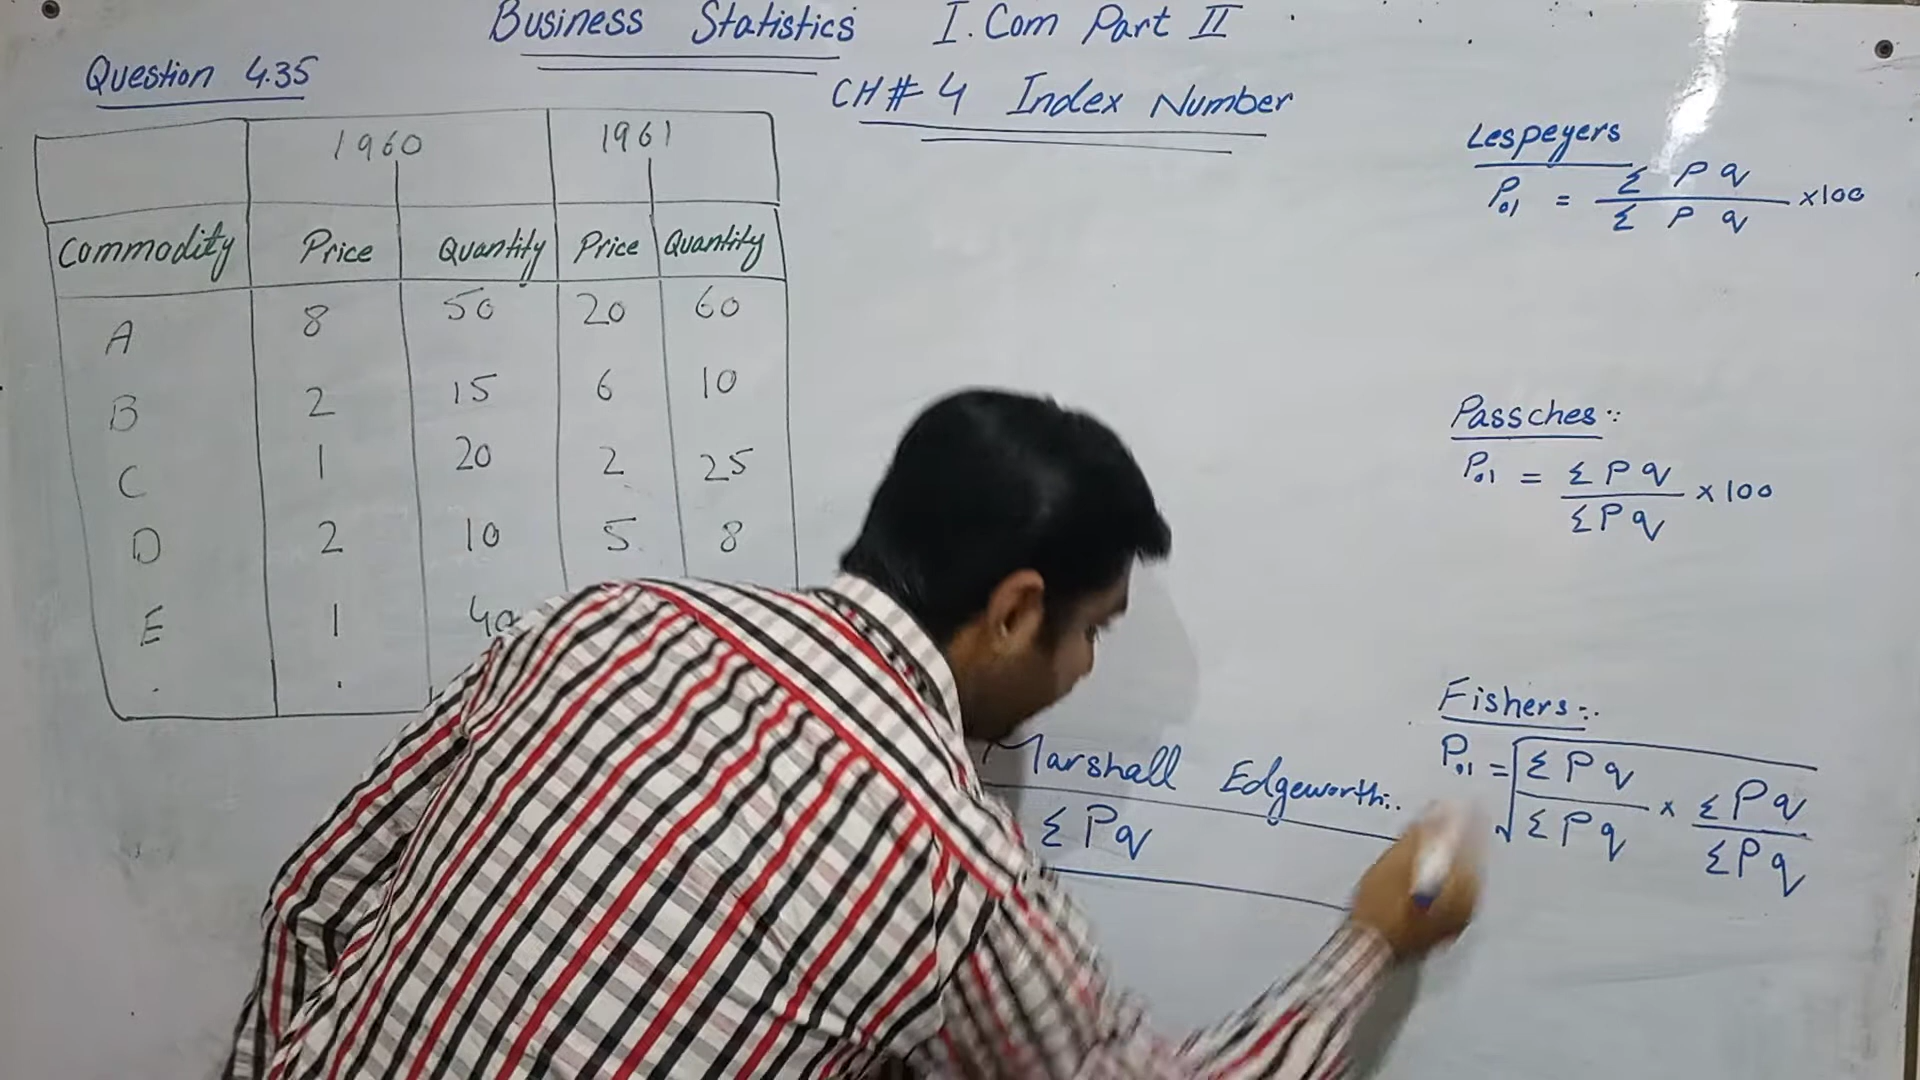 Business Statistics I.Com Part II
CH# 4 Index Number
Question 4.35
1960 1961
Commodity Price Quantity Price Quantity
A 8 50 20 60
B 2 15 6 10
C 1 20 2 25
D 2 10 5 8
E 1 40
Lespeyers
P₀₁ = Σ P q / Σ P q ×100
Passches:
P₀₁ = Σ P q / Σ P q × 100
Fishers:
P₀₁ = √ Σ P q / Σ P q × Σ P q / Σ P q
Marshall Edgeworth:
Σ P q